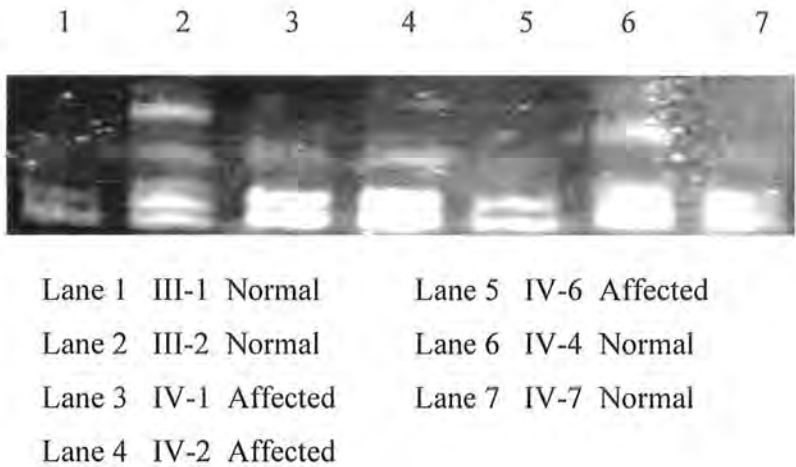 1 2 3 4 5 6 7
Lane 1 III-1 Normal
Lane 2 III-2 Normal
Lane 3 IV-1 Affected
Lane 4 IV-2 Affected
Lane 5 IV-6 Affected
Lane 6 IV-4 Normal
Lane 7 IV-7 Normal